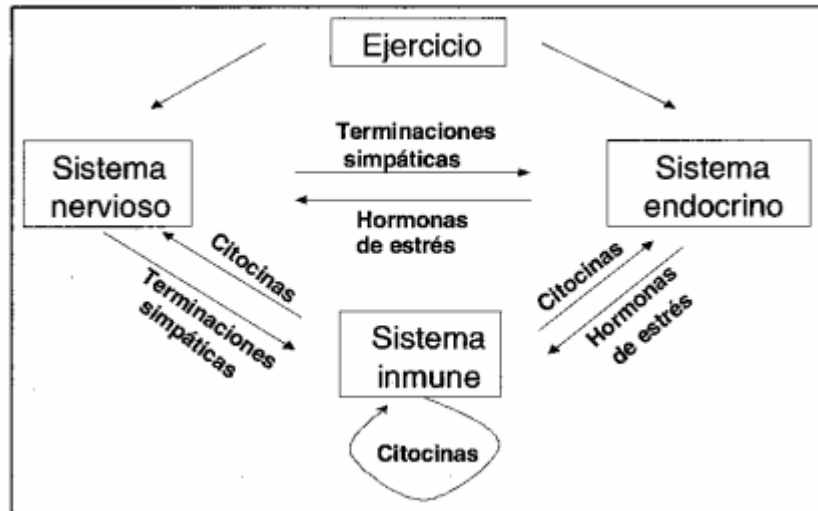 Ejercicio
Terminaciones
simpáticas
Sistema
nervioso
Sistema
endocrino
Hormonas
de estrés
Citocinas
Terminaciones
simpáticas
Citocinas
Hormonas
de estrés
Sistema
inmune
Citocinas